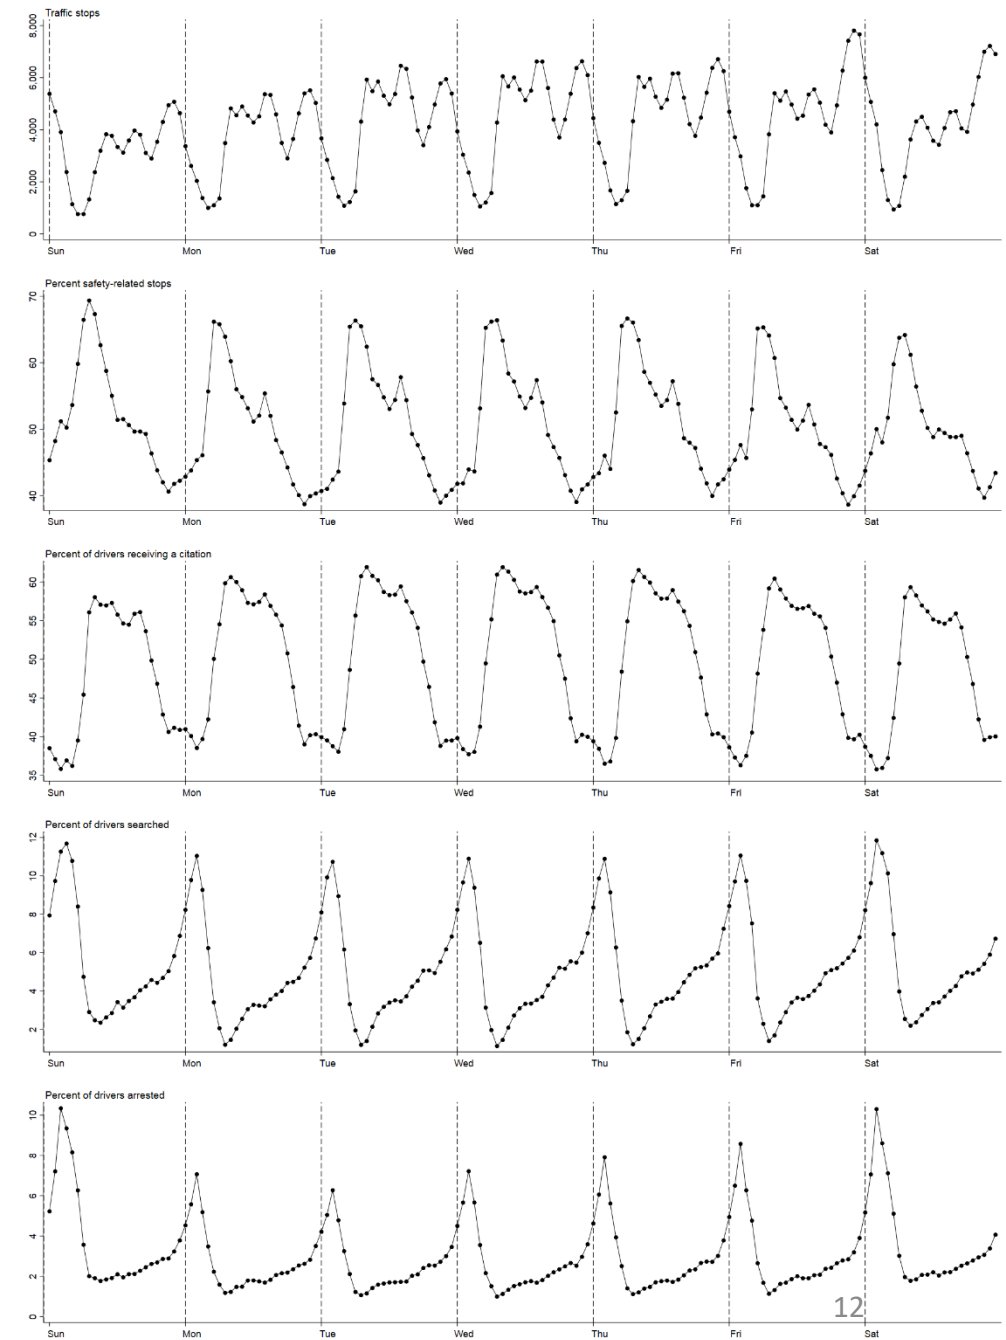 Traffic stops
8,000
6,000
4,000
2,000
0
Sun Mon Tue Wed Thu Fri Sat
Percent safety-related stops
70
60
50
40
Sun Mon Tue Wed Thu Fri Sat
Percent of drivers receiving a citation
60
55
50
45
40
35
Sun Mon Tue Wed Thu Fri Sat
Percent of drivers searched
12
10
8
6
4
2
Sun Mon Tue Wed Thu Fri Sat
Percent of drivers arrested
10
8
6
4
2
0
12
Sun Mon Tue Wed Thu Fri Sat